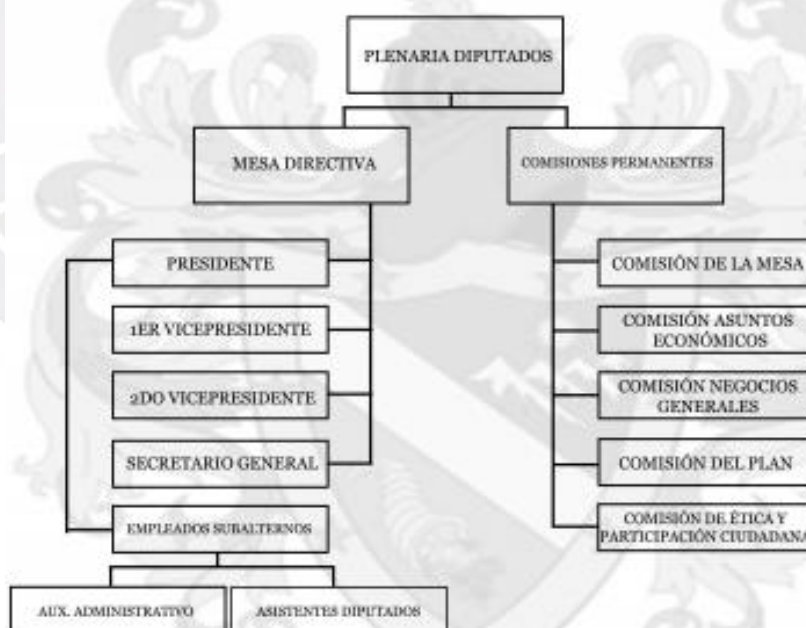 PLENARIA DIPUTADOS
MESA DIRECTIVA
COMISIONES PERMANENTES
PRESIDENTE
1ER VICEPRESIDENTE
2DO VICEPRESIDENTE
SECRETARIO GENERAL
EMPLEADOS SUBALTERNOS
AUX. ADMINISTRATIVO
ASISTENTES DIPUTADOS
COMISIÓN DE LA MESA
COMISIÓN ASUNTOS
ECONÓMICOS
COMISIÓN NEGOCIOS
GENERALES
COMISIÓN DEL PLAN
COMISIÓN DE ÉTICA Y
PARTICIPACIÓN CIUDADANA